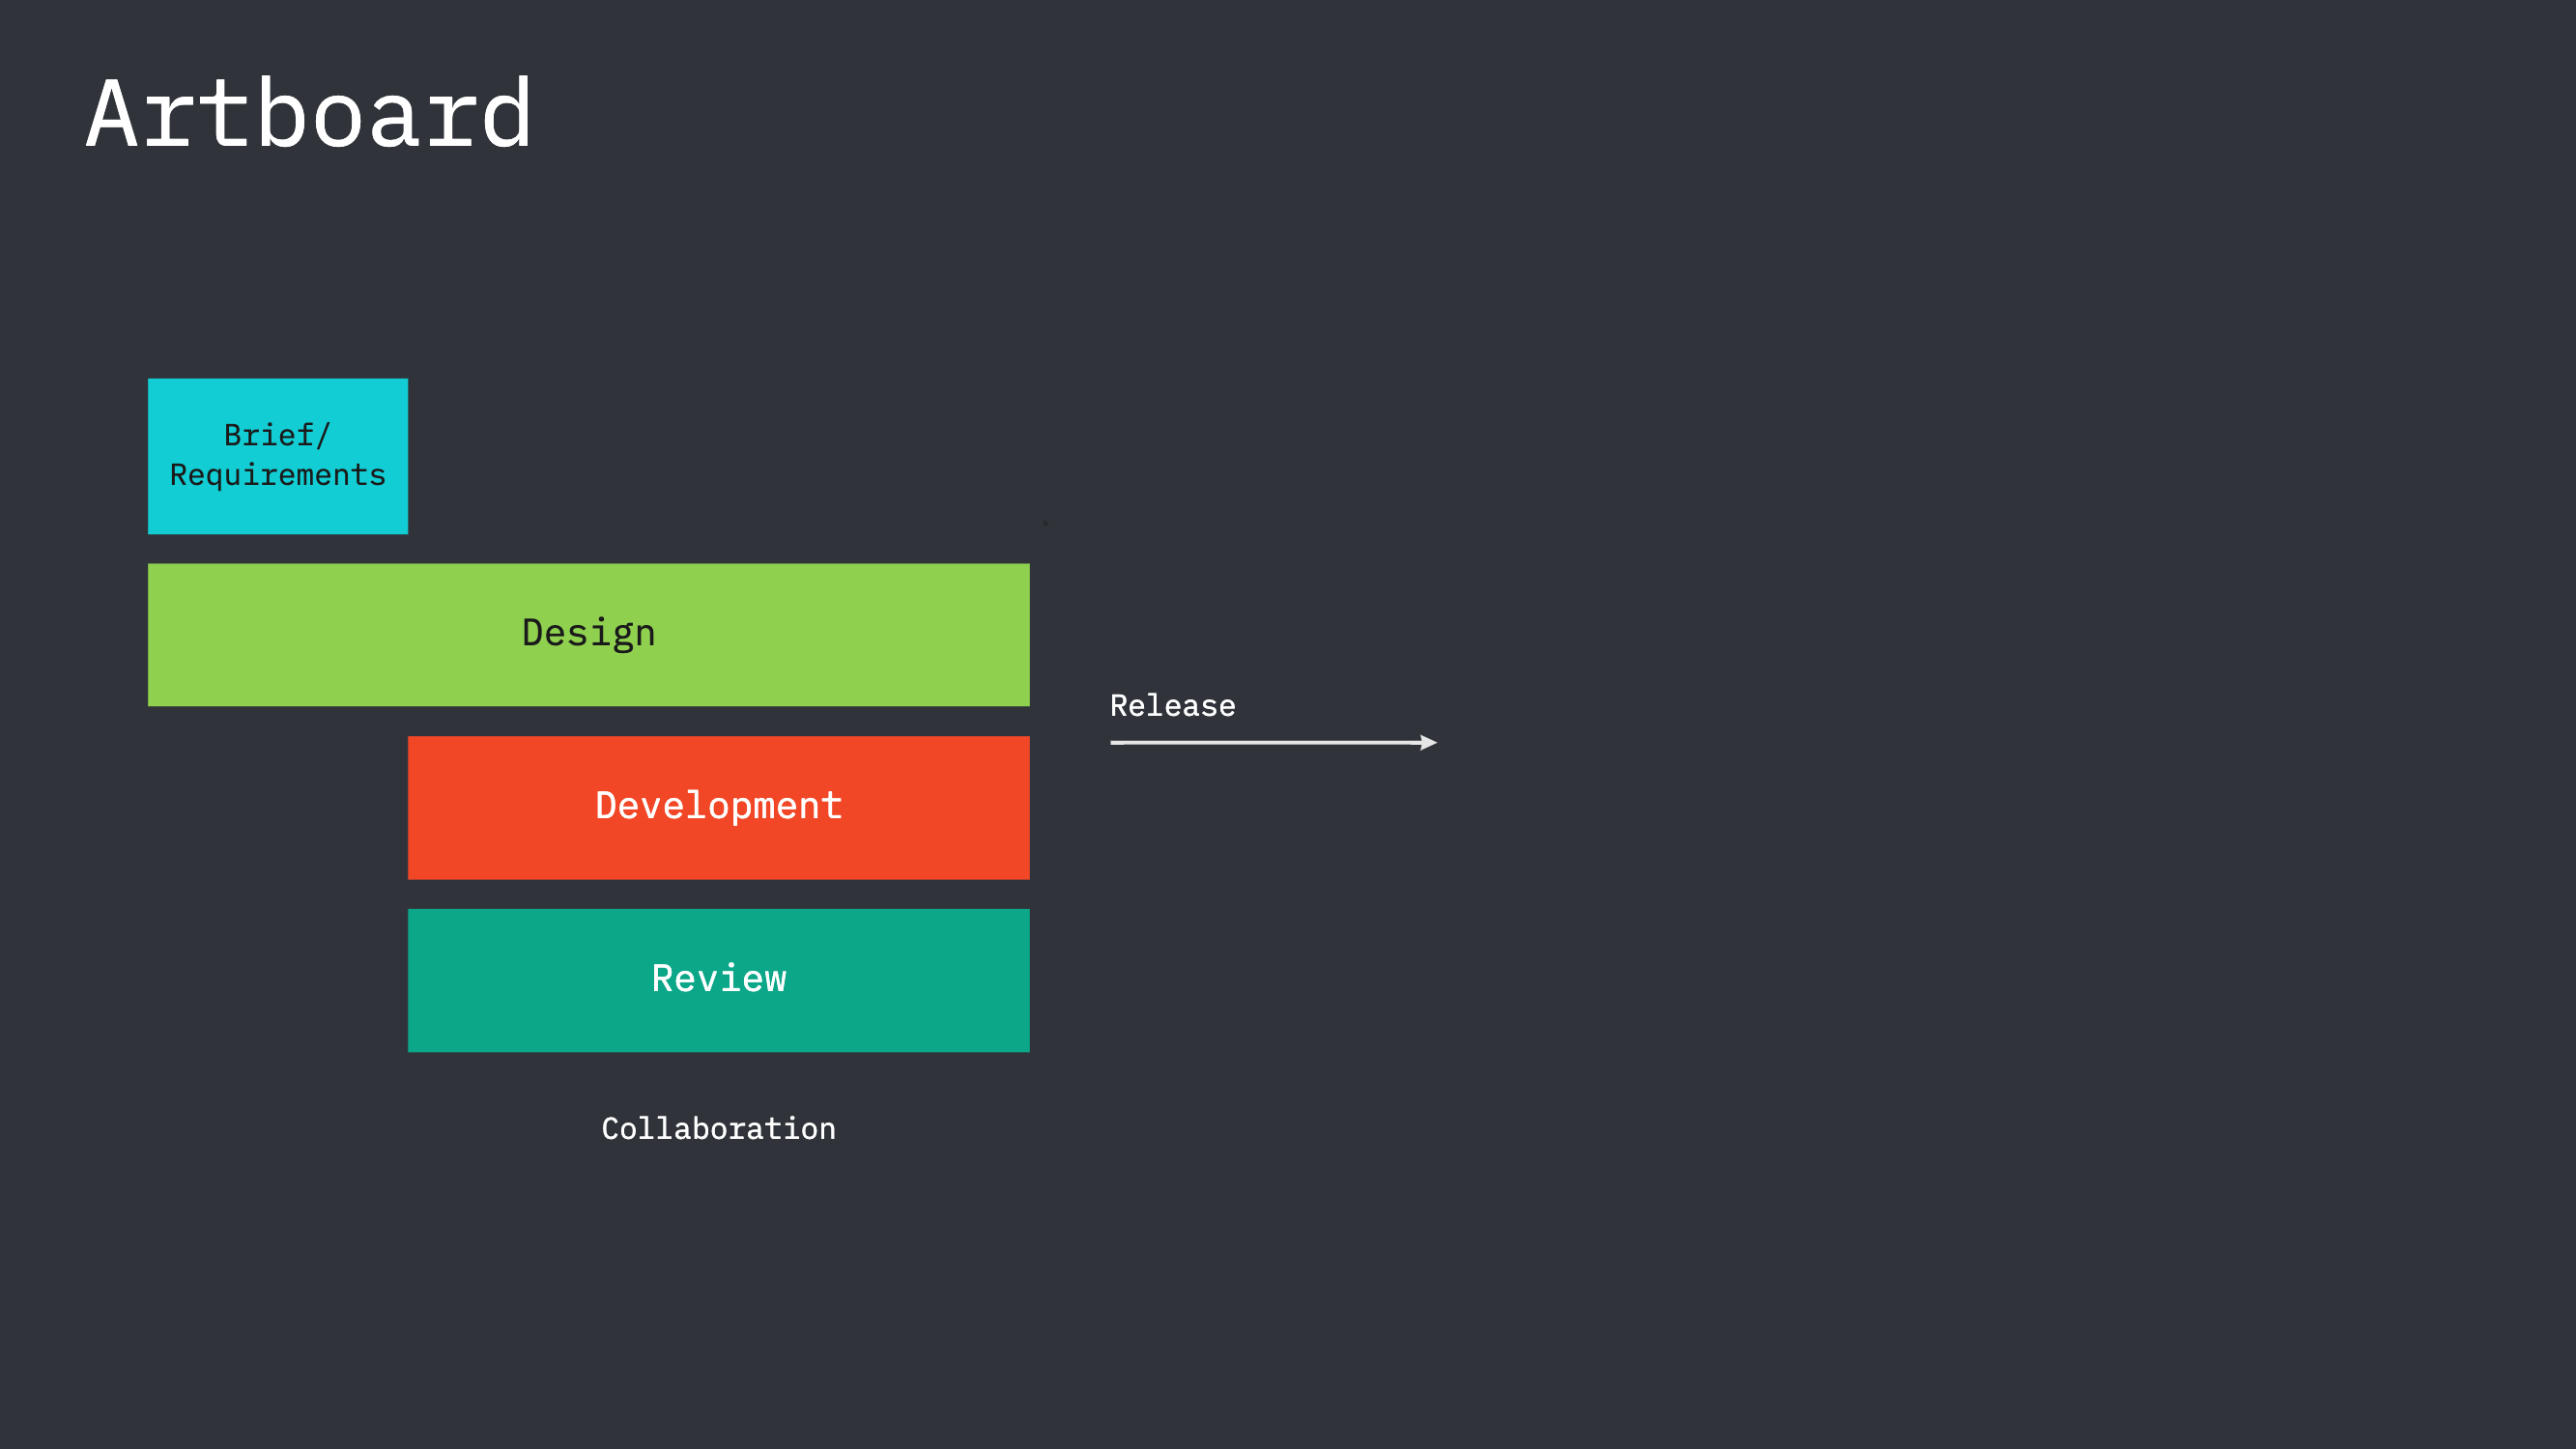 Artboard
Brief/
Requirements
Design
Release
Development
Review
Collaboration